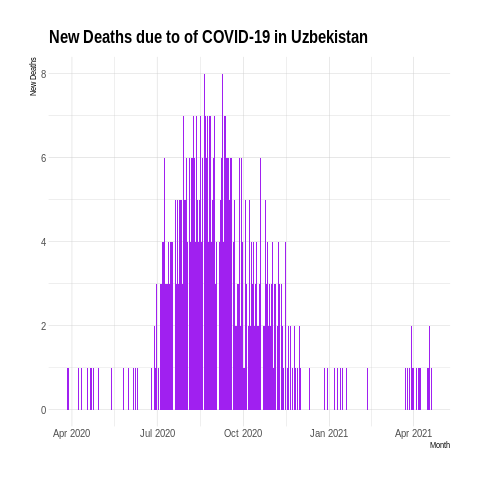 New Deaths due to of COVID-19 in Uzbekistan
New Deaths
8
6
4
2
0
Apr 2020 Jul 2020 Oct 2020 Jan 2021 Apr 2021
Month